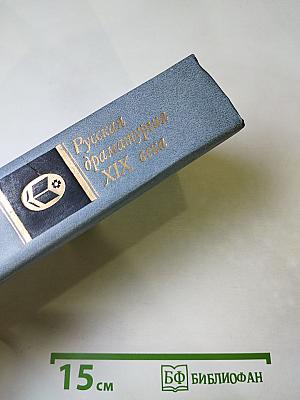 Русская
драматургия
XIX века
15 см
БФ БИБЛИОФАН